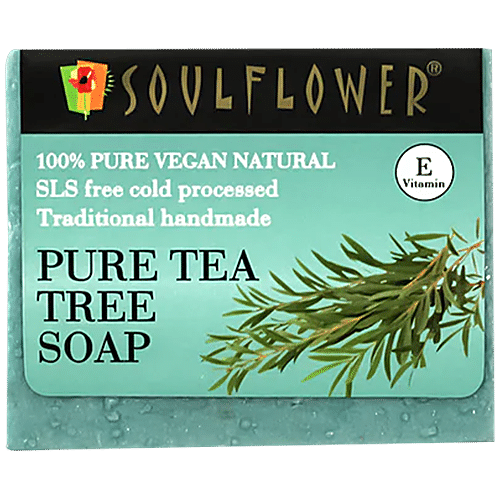 SOULFLOWER®
100% PURE VEGAN NATURAL
SLS free cold processed
Traditional handmade
E
Vitamin
PURE TEA
TREE
SOAP